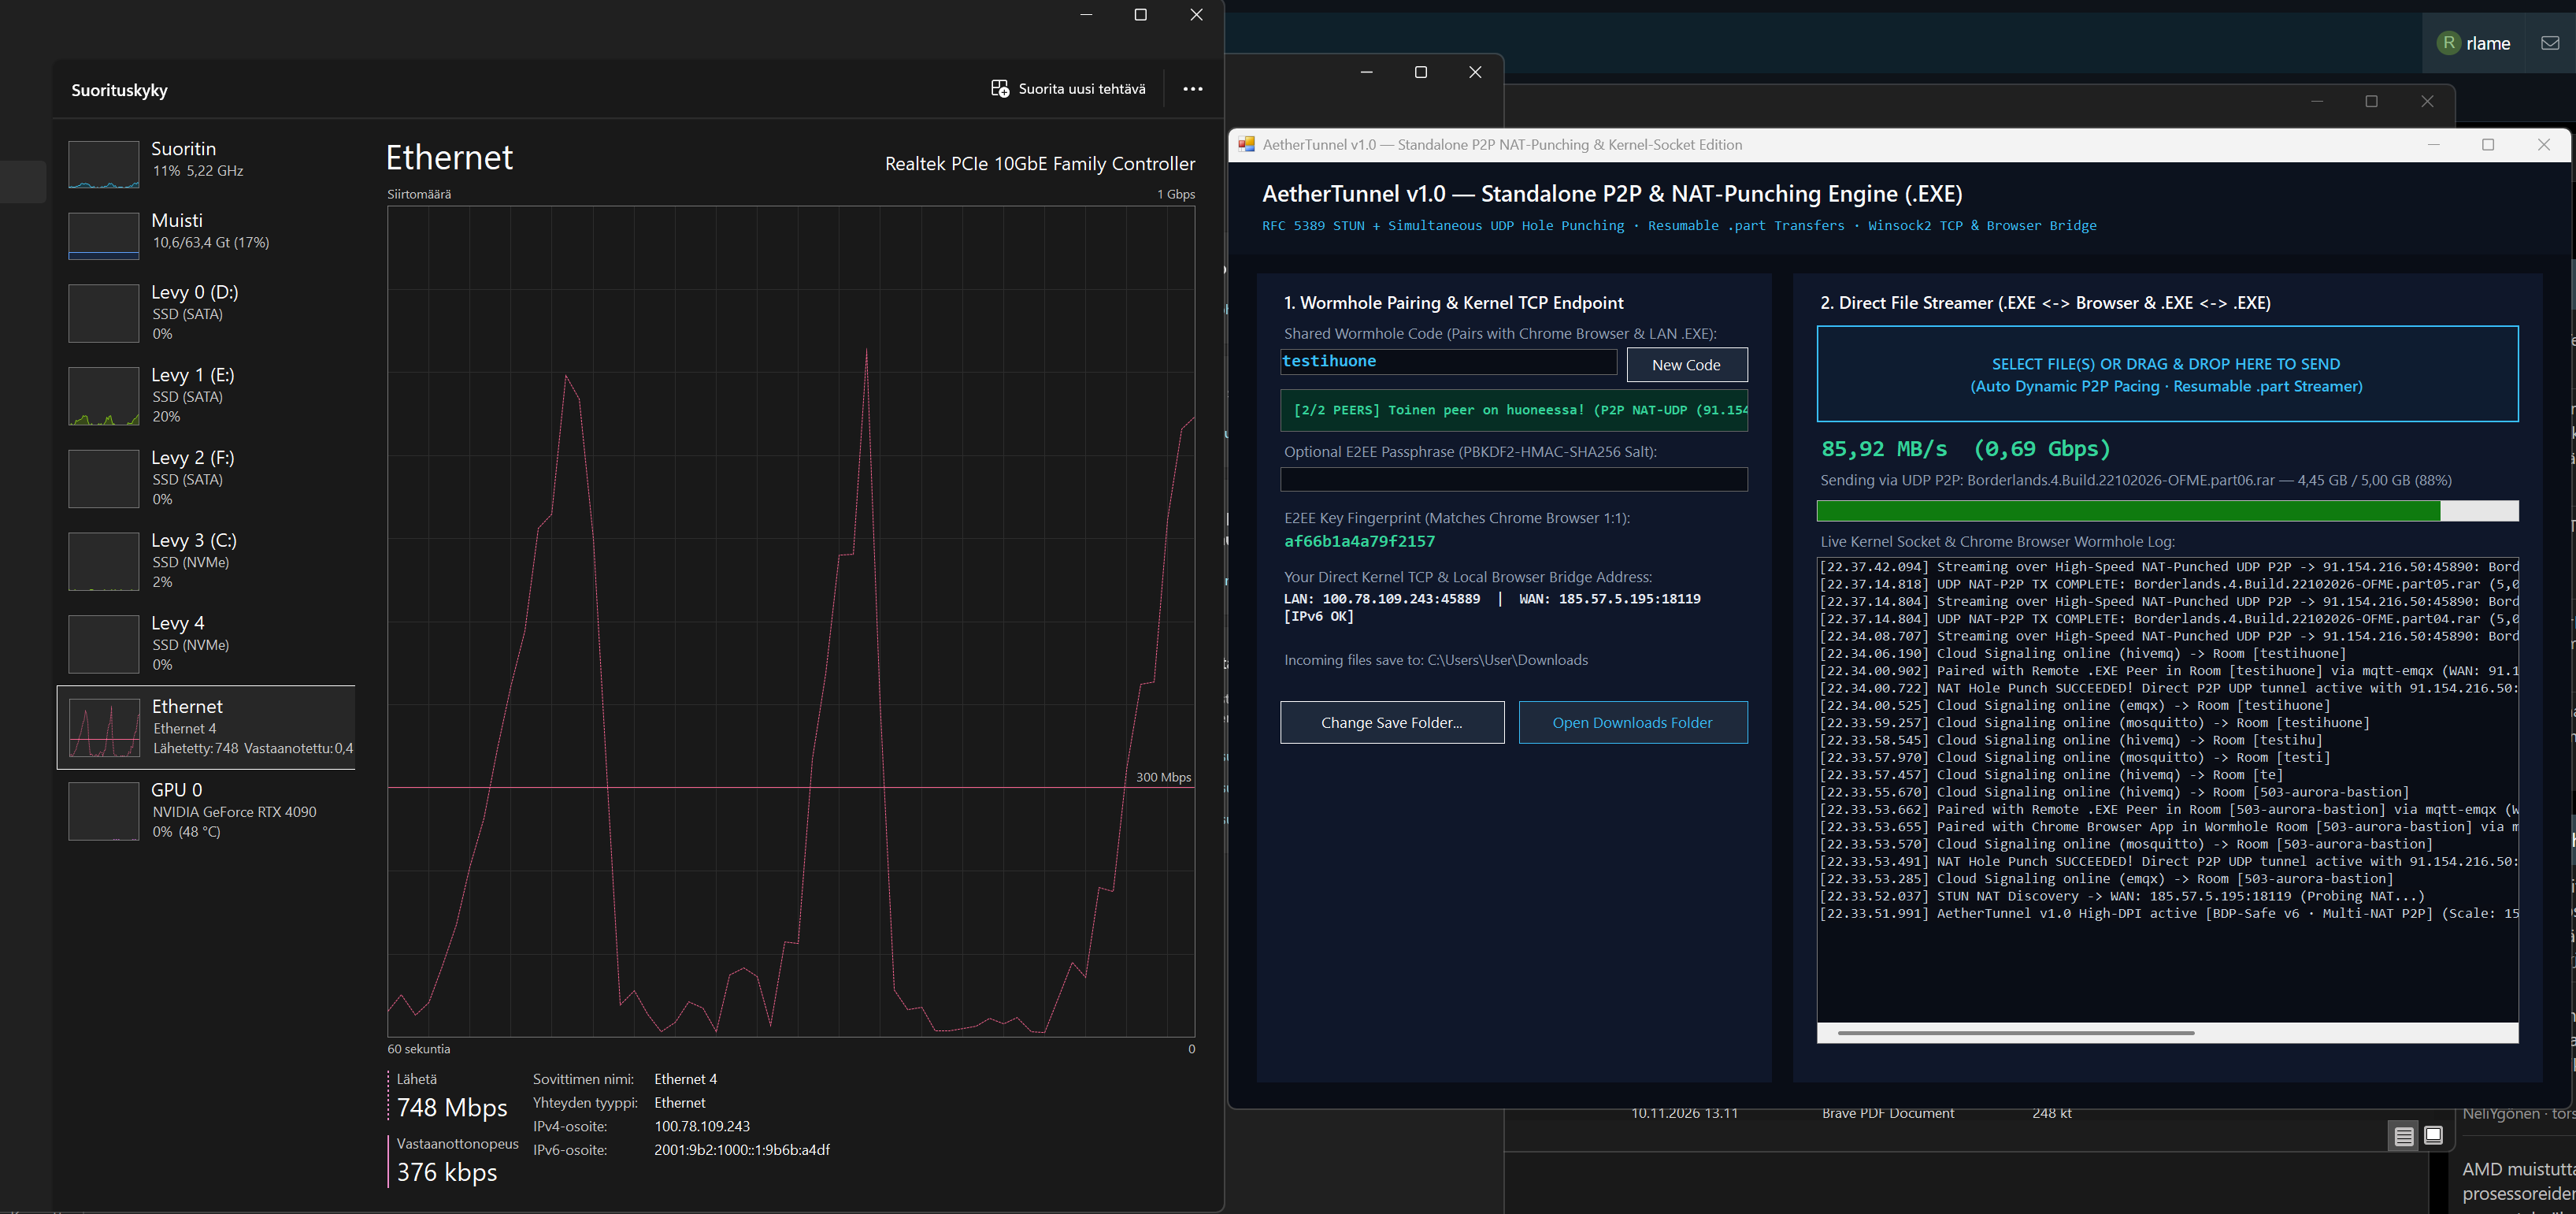 Suorituskyky
Suorita uusi tehtävä
Suoritin
11% 5,22 GHz
Muisti
10,6/63,4 Gt (17%)
Levy 0 (D:)
SSD (SATA)
0%
Levy 1 (E:)
SSD (SATA)
20%
Levy 2 (F:)
SSD (SATA)
0%
Levy 3 (C:)
SSD (NVMe)
2%
Levy 4
SSD (NVMe)
0%
Ethernet
Ethernet 4
Lähetetty: 748 Vastaanotettu: 0,4
GPU 0
NVIDIA GeForce RTX 4090
0% (48 °C)
Ethernet
Realtek PCIe 10GbE Family Controller
Siirtomäärä
1 Gbps
300 Mbps
60 sekuntia
0
Lähetä
748 Mbps
Vastaanottonopeus
376 kbps
Sovittimen nimi: Ethernet 4
Yhteyden tyyppi: Ethernet
IPv4-osoite: 100.78.109.243
IPv6-osoite: 2001:9b2:1000::1:9b6b:a4df
R rlame
AetherTunnel v1.0 — Standalone P2P NAT-Punching & Kernel-Socket Edition
AetherTunnel v1.0 — Standalone P2P & NAT-Punching Engine (.EXE)
RFC 5389 STUN + Simultaneous UDP Hole Punching · Resumable .part Transfers · Winsock2 TCP & Browser Bridge
1. Wormhole Pairing & Kernel TCP Endpoint
Shared Wormhole Code (Pairs with Chrome Browser & LAN .EXE):
testihuone
New Code
[2/2 PEERS] Toinen peer on huoneessa! (P2P NAT-UDP (91.154
Optional E2EE Passphrase (PBKDF2-HMAC-SHA256 Salt):
E2EE Key Fingerprint (Matches Chrome Browser 1:1):
af66b1a4a79f2157
Your Direct Kernel TCP & Local Browser Bridge Address:
LAN: 100.78.109.243:45889 | WAN: 185.57.5.195:18119
[IPv6 OK]
Incoming files save to: C:\Users\User\Downloads
Change Save Folder...
Open Downloads Folder
2. Direct File Streamer (.EXE <-> Browser & .EXE <-> .EXE)
SELECT FILE(S) OR DRAG & DROP HERE TO SEND
(Auto Dynamic P2P Pacing · Resumable .part Streamer)
85,92 MB/s (0,69 Gbps)
Sending via UDP P2P: Borderlands.4.Build.22102026-OFME.part06.rar — 4,45 GB / 5,00 GB (88%)
Live Kernel Socket & Chrome Browser Wormhole Log:
[22.37.42.094] Streaming over High-Speed NAT-Punched UDP P2P -> 91.154.216.50:45890: Bord
[22.37.14.818] UDP NAT-P2P TX COMPLETE: Borderlands.4.Build.22102026-OFME.part05.rar (5,0
[22.37.14.804] Streaming over High-Speed NAT-Punched UDP P2P -> 91.154.216.50:45890: Bord
[22.37.14.804] UDP NAT-P2P TX COMPLETE: Borderlands.4.Build.22102026-OFME.part04.rar (5,0
[22.34.08.707] Streaming over High-Speed NAT-Punched UDP P2P -> 91.154.216.50:45890: Bord
[22.34.06.190] Cloud Signaling online (hivemq) -> Room [testihuone]
[22.34.00.902] Paired with Remote .EXE Peer in Room [testihuone] via mqtt-emqx (WAN: 91.1
[22.34.00.722] NAT Hole Punch SUCCEEDED! Direct P2P UDP tunnel active with 91.154.216.50:
[22.34.00.525] Cloud Signaling online (emqx) -> Room [testihuone]
[22.33.59.257] Cloud Signaling online (mosquitto) -> Room [testihuone]
[22.33.58.545] Cloud Signaling online (hivemq) -> Room [testihu]
[22.33.57.970] Cloud Signaling online (mosquitto) -> Room [testi]
[22.33.57.457] Cloud Signaling online (hivemq) -> Room [te]
[22.33.55.670] Cloud Signaling online (hivemq) -> Room [503-aurora-bastion]
[22.33.53.662] Paired with Remote .EXE Peer in Room [503-aurora-bastion] via mqtt-emqx (W
[22.33.53.655] Paired with Chrome Browser App in Wormhole Room [503-aurora-bastion] via m
[22.33.53.570] Cloud Signaling online (mosquitto) -> Room [503-aurora-bastion]
[22.33.53.491] NAT Hole Punch SUCCEEDED! Direct P2P UDP tunnel active with 91.154.216.50:
[22.33.53.285] Cloud Signaling online (emqx) -> Room [503-aurora-bastion]
[22.33.52.037] STUN NAT Discovery -> WAN: 185.57.5.195:18119 (Probing NAT...)
[22.33.51.991] AetherTunnel v1.0 High-DPI active [BDP-Safe v6 · Multi-NAT P2P] (Scale: 15
10.11.2026 13.11 Brave PDF Document 248 kt
NeliYgönen · tors
AMD muistutta
prosessoreider